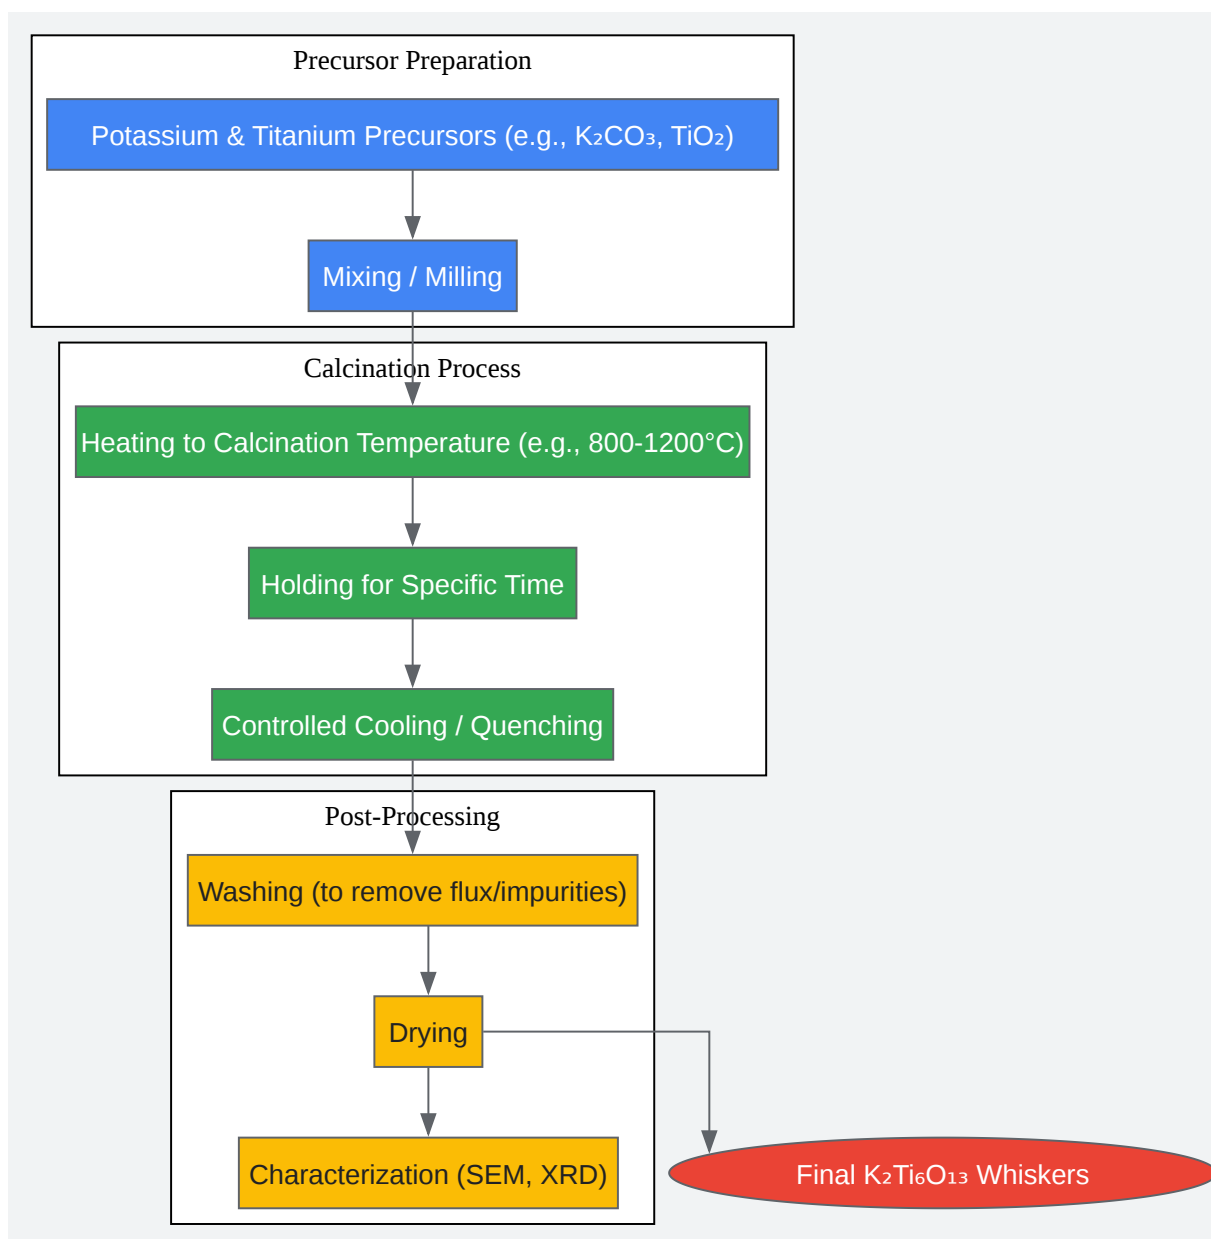 Precursor Preparation
Potassium & Titanium Precursors (e.g., K₂CO₃, TiO₂)
Mixing / Milling
Calcination Process
Heating to Calcination Temperature (e.g., 800-1200°C)
Holding for Specific Time
Controlled Cooling / Quenching
Post-Processing
Washing (to remove flux/impurities)
Drying
Characterization (SEM, XRD)
Final K₂Ti₆O₁₃ Whiskers